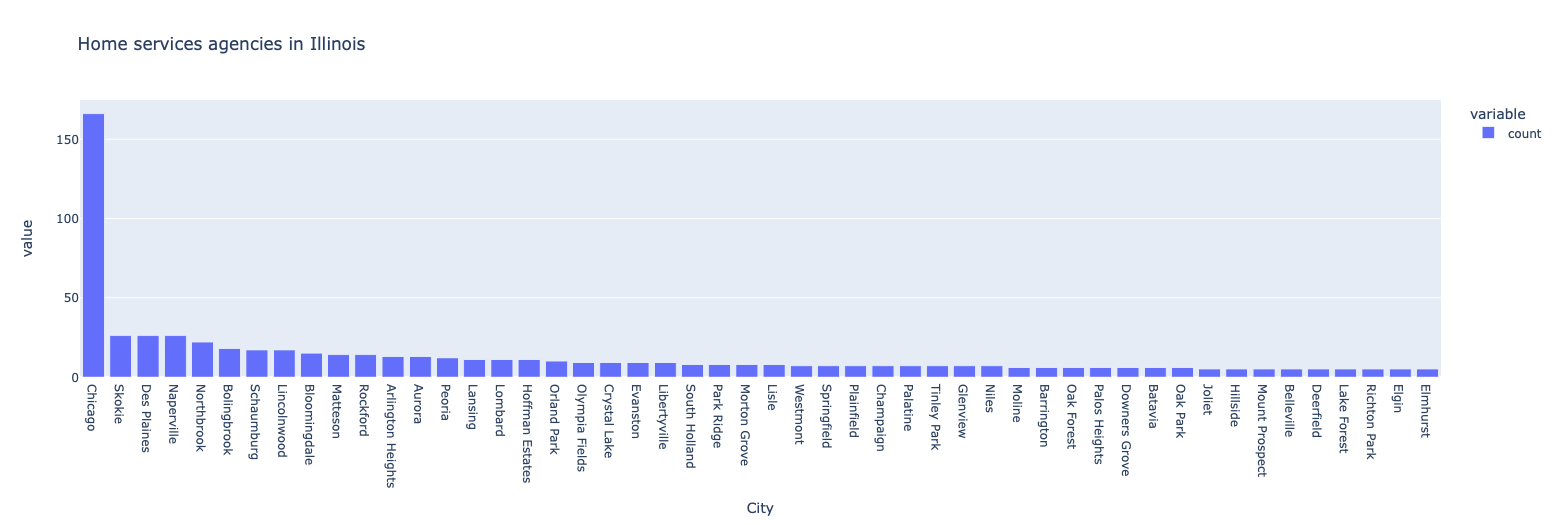 Home services agencies in Illinois
variable
count
150
100
50
0
value
Chicago
Skokie
Des Plaines
Naperville
Northbrook
Bolingbrook
Schaumburg
Lincolnwood
Bloomingdale
Matteson
Rockford
Arlington Heights
Aurora
Peoria
Lansing
Lombard
Hoffman Estates
Orland Park
Olympia Fields
Crystal Lake
Evanston
Libertyville
South Holland
Park Ridge
Morton Grove
Lisle
Westmont
Springfield
Plainfield
Champaign
Palatine
Tinley Park
Glenview
Niles
Moline
Barrington
Oak Forest
Palos Heights
Downers Grove
Batavia
Oak Park
Joliet
Hillside
Mount Prospect
Belleville
Deerfield
Lake Forest
Richton Park
Elgin
Elmhurst
City